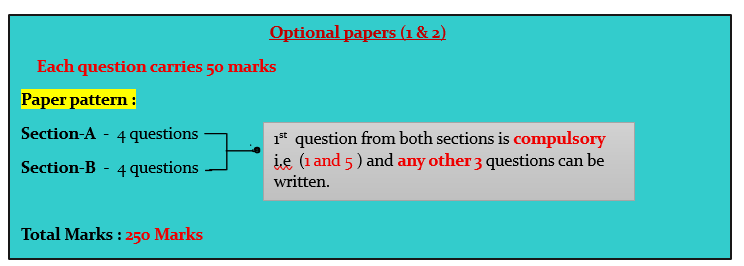 Optional papers (1 & 2)
Each question carries 50 marks
Paper pattern :
Section-A - 4 questions
Section-B - 4 questions
1st question from both sections is compulsory
i.e (1 and 5 ) and any other 3 questions can be
written.
Total Marks : 250 Marks